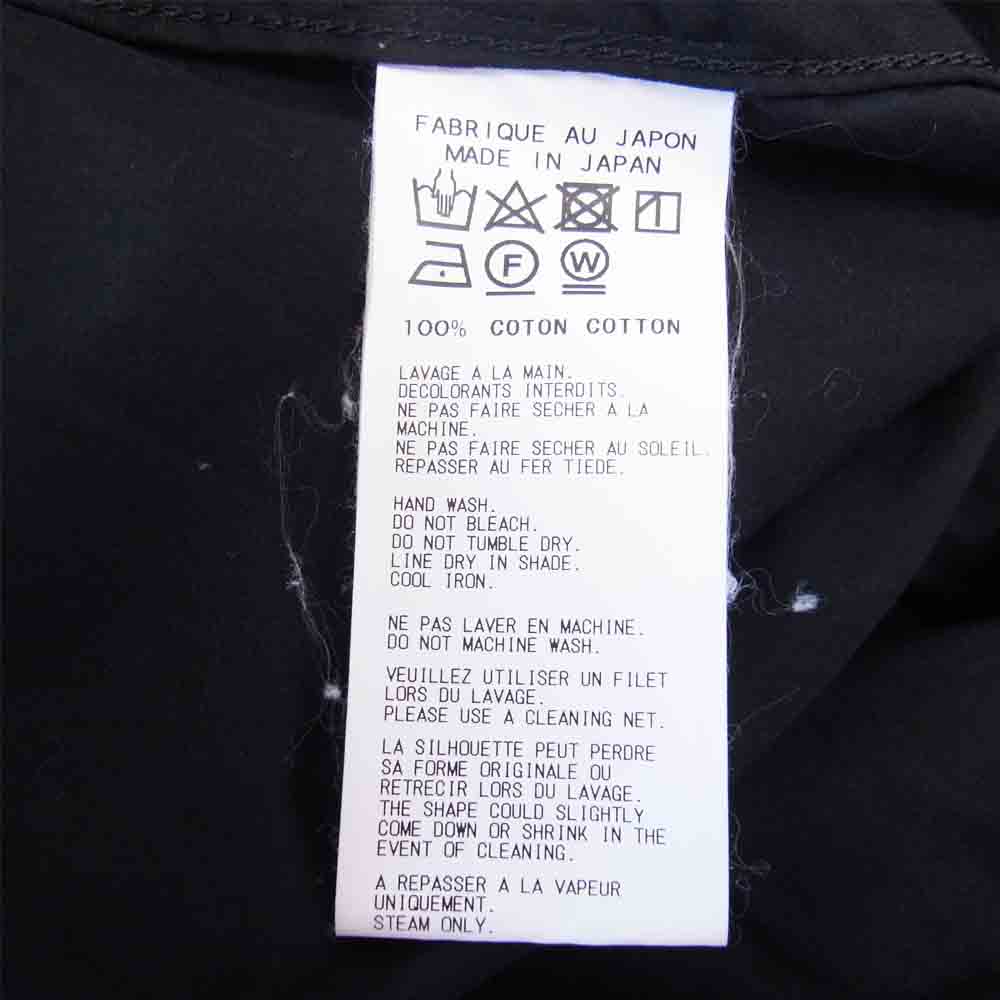 FABRIQUE AU JAPON
MADE IN JAPAN
F W
100% COTON COTTON
LAVAGE A LA MAIN.
DECOLORANTS INTERDITS.
NE PAS FAIRE SECHER A LA
MACHINE.
NE PAS FAIRE SECHER AU SOLEIL.
REPASSER AU FER TIEDE.
HAND WASH.
DO NOT BLEACH.
DO NOT TUMBLE DRY.
LINE DRY IN SHADE.
COOL IRON.
NE PAS LAVER EN MACHINE.
DO NOT MACHINE WASH.
VEUILLEZ UTILISER UN FILET
LORS DU LAVAGE.
PLEASE USE A CLEANING NET.
LA SILHOUETTE PEUT PERDRE
SA FORME ORIGINALE OU
RETRECIR LORS DU LAVAGE.
THE SHAPE COULD SLIGHTLY
COME DOWN OR SHRINK IN THE
EVENT OF CLEANING.
A REPASSER A LA VAPEUR
UNIQUEMENT.
STEAM ONLY.